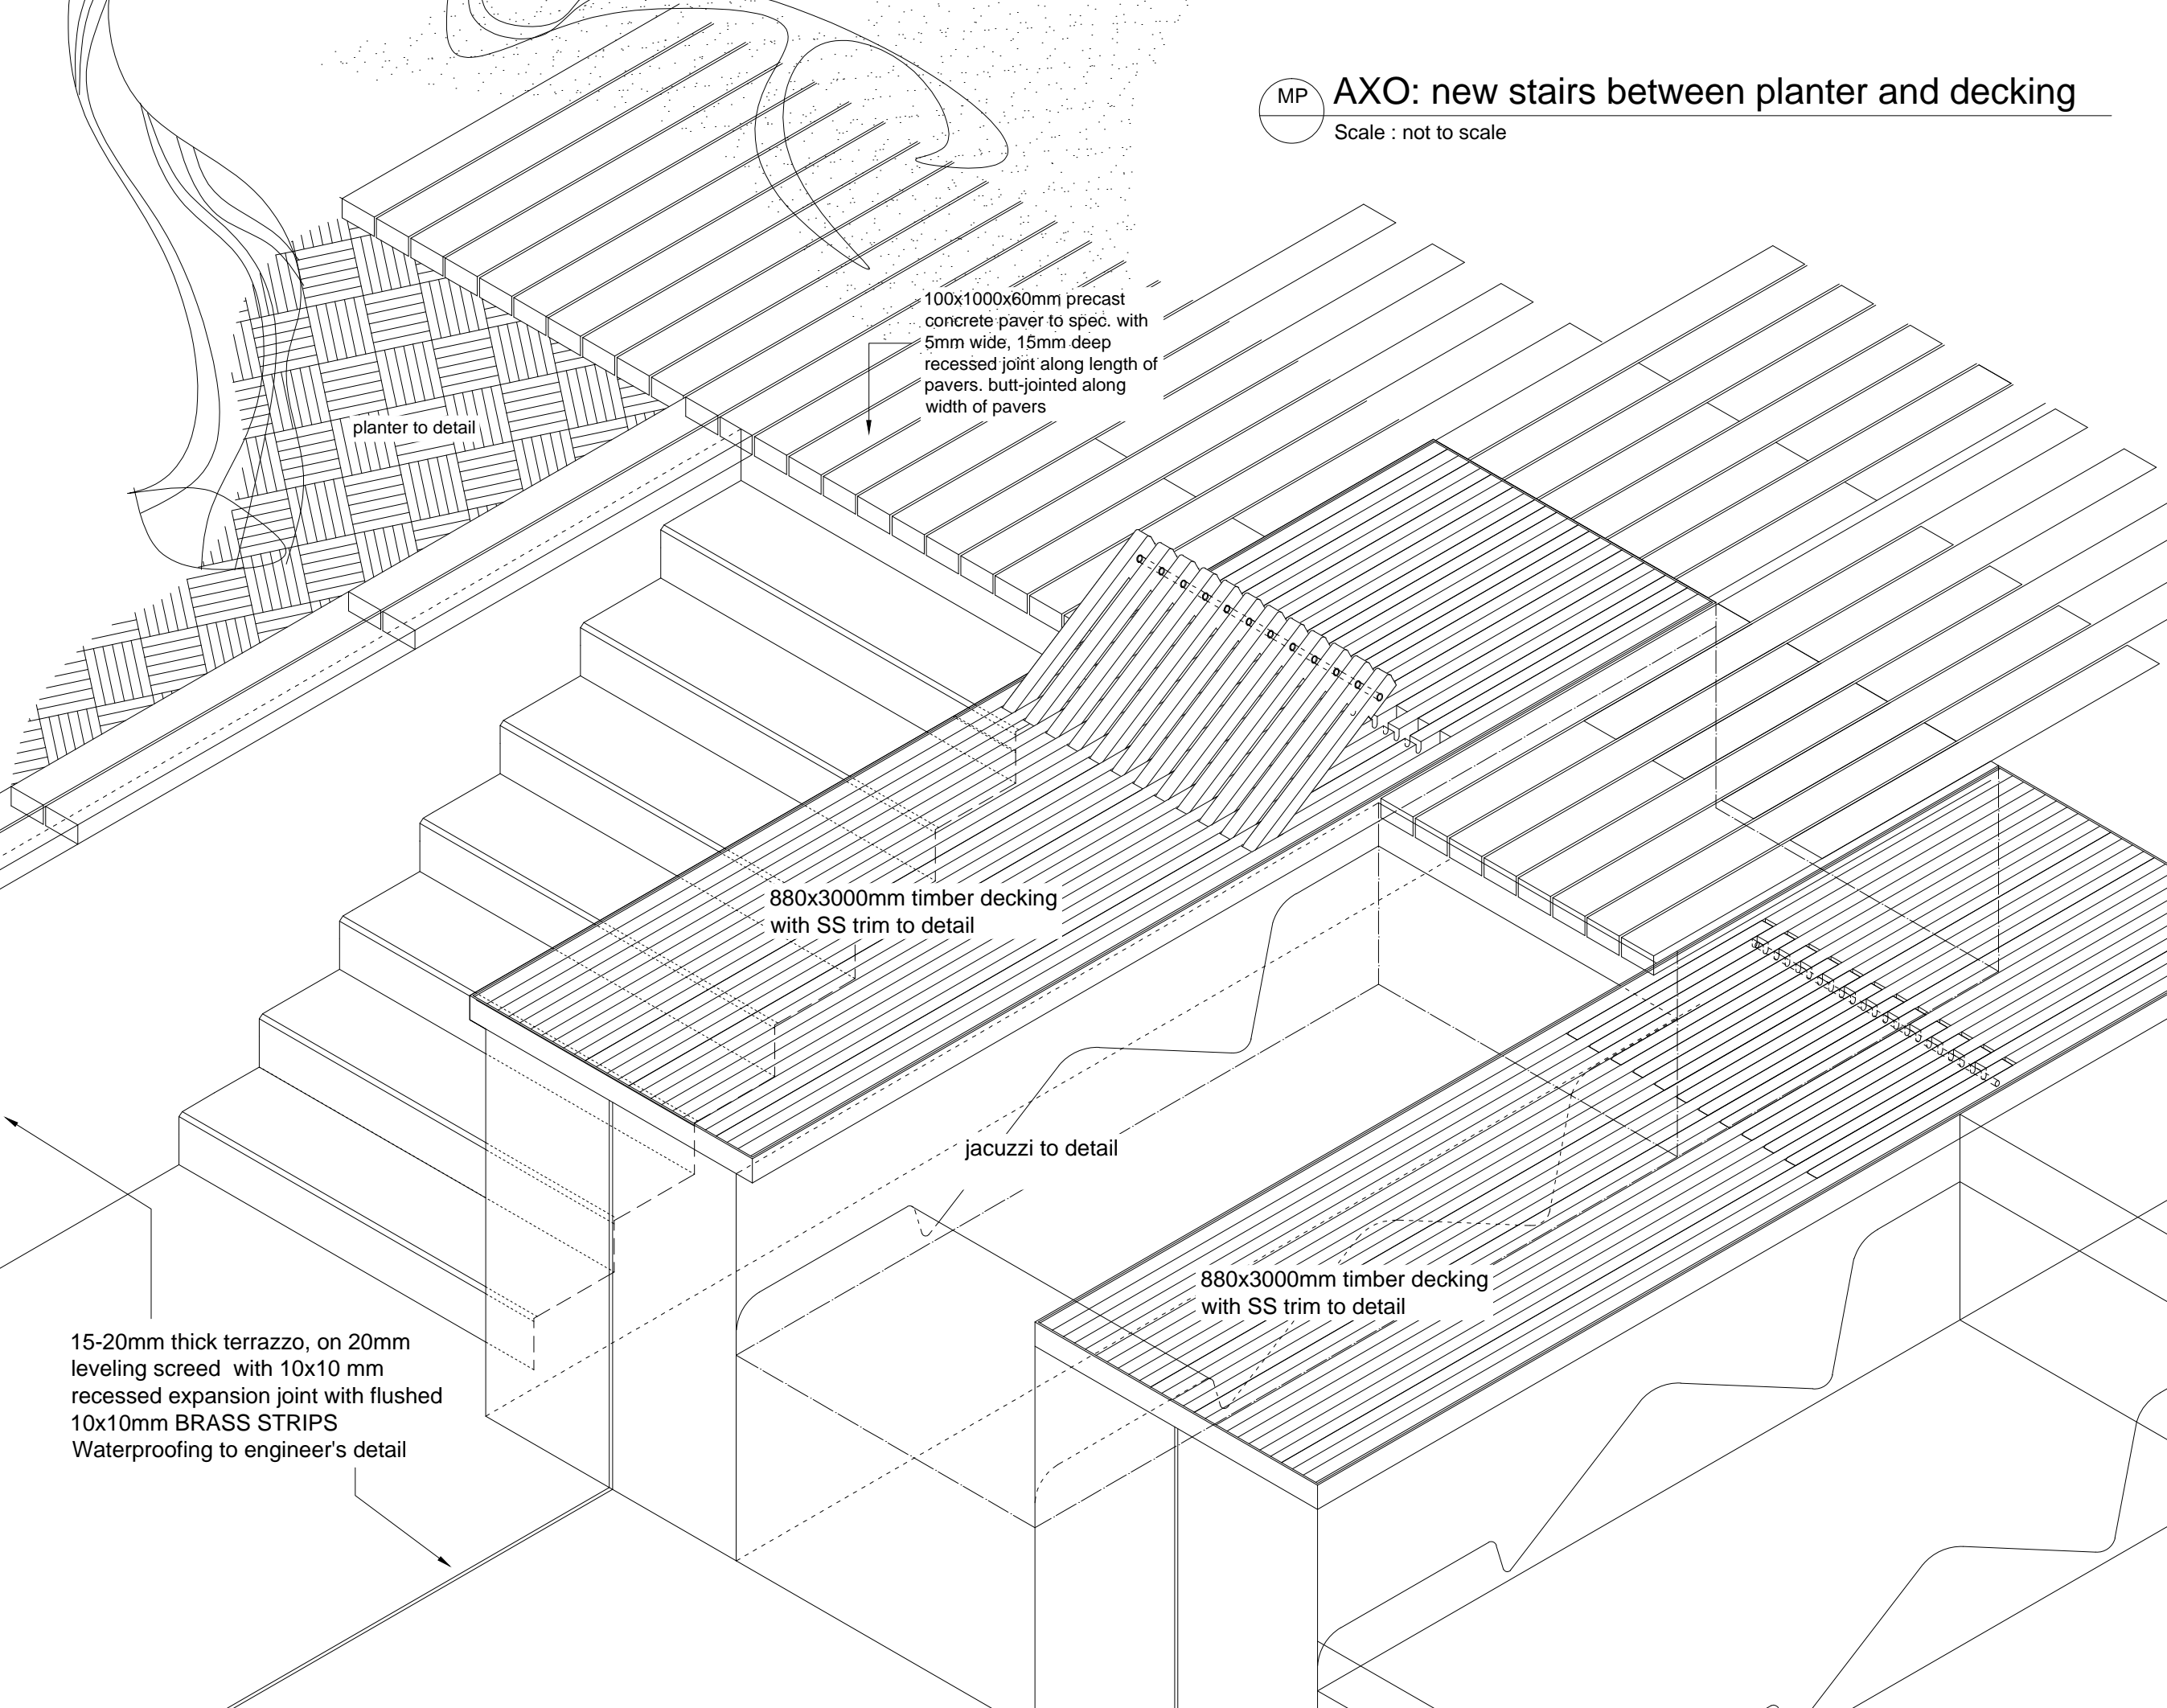 MP
AXO: new stairs between planter and decking
Scale : not to scale
100x1000x60mm precast
concrete paver to spec. with
5mm wide, 15mm deep
recessed joint along length of
pavers. butt-jointed along
width of pavers
planter to detail
880x3000mm timber decking
with SS trim to detail
jacuzzi to detail
880x3000mm timber decking
with SS trim to detail
15-20mm thick terrazzo, on 20mm
leveling screed with 10x10 mm
recessed expansion joint with flushed
10x10mm BRASS STRIPS
Waterproofing to engineer's detail